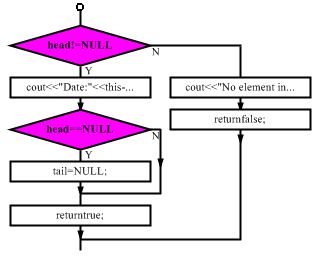 head!=NULL
N
Y
cout<<"Date:"<<this-...
cout<<"No element in...
head==NULL
returnfalse;
N
Y
tail=NULL;
returntrue;